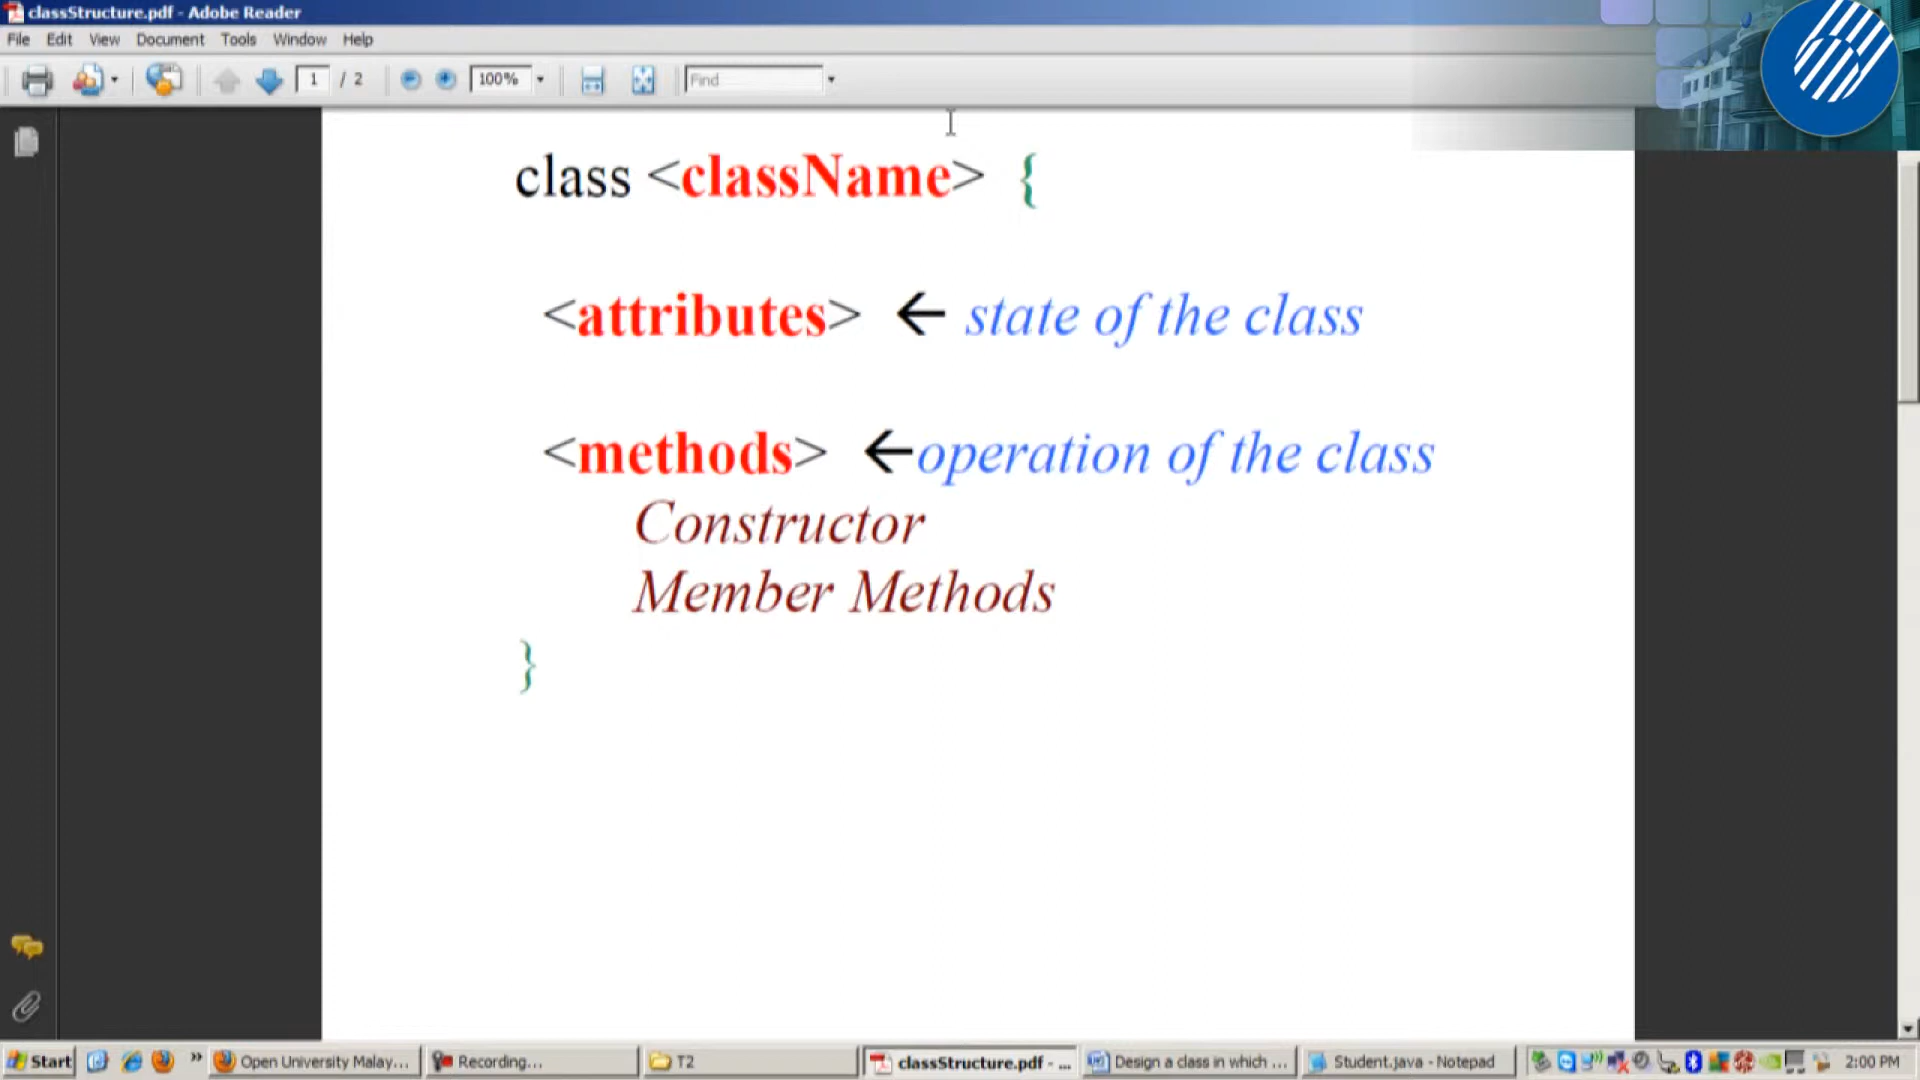 classStructure.pdf - Adobe Reader
File Edit View Document Tools Window Help
1 / 2 100% Find
class <className> {
<attributes> ← state of the class
<methods> ←operation of the class
Constructor
Member Methods
}
Start » Open University Malay... Recording... T2 classStructure.pdf - ... Design a class in which ... Student.java - Notepad 2:00 PM